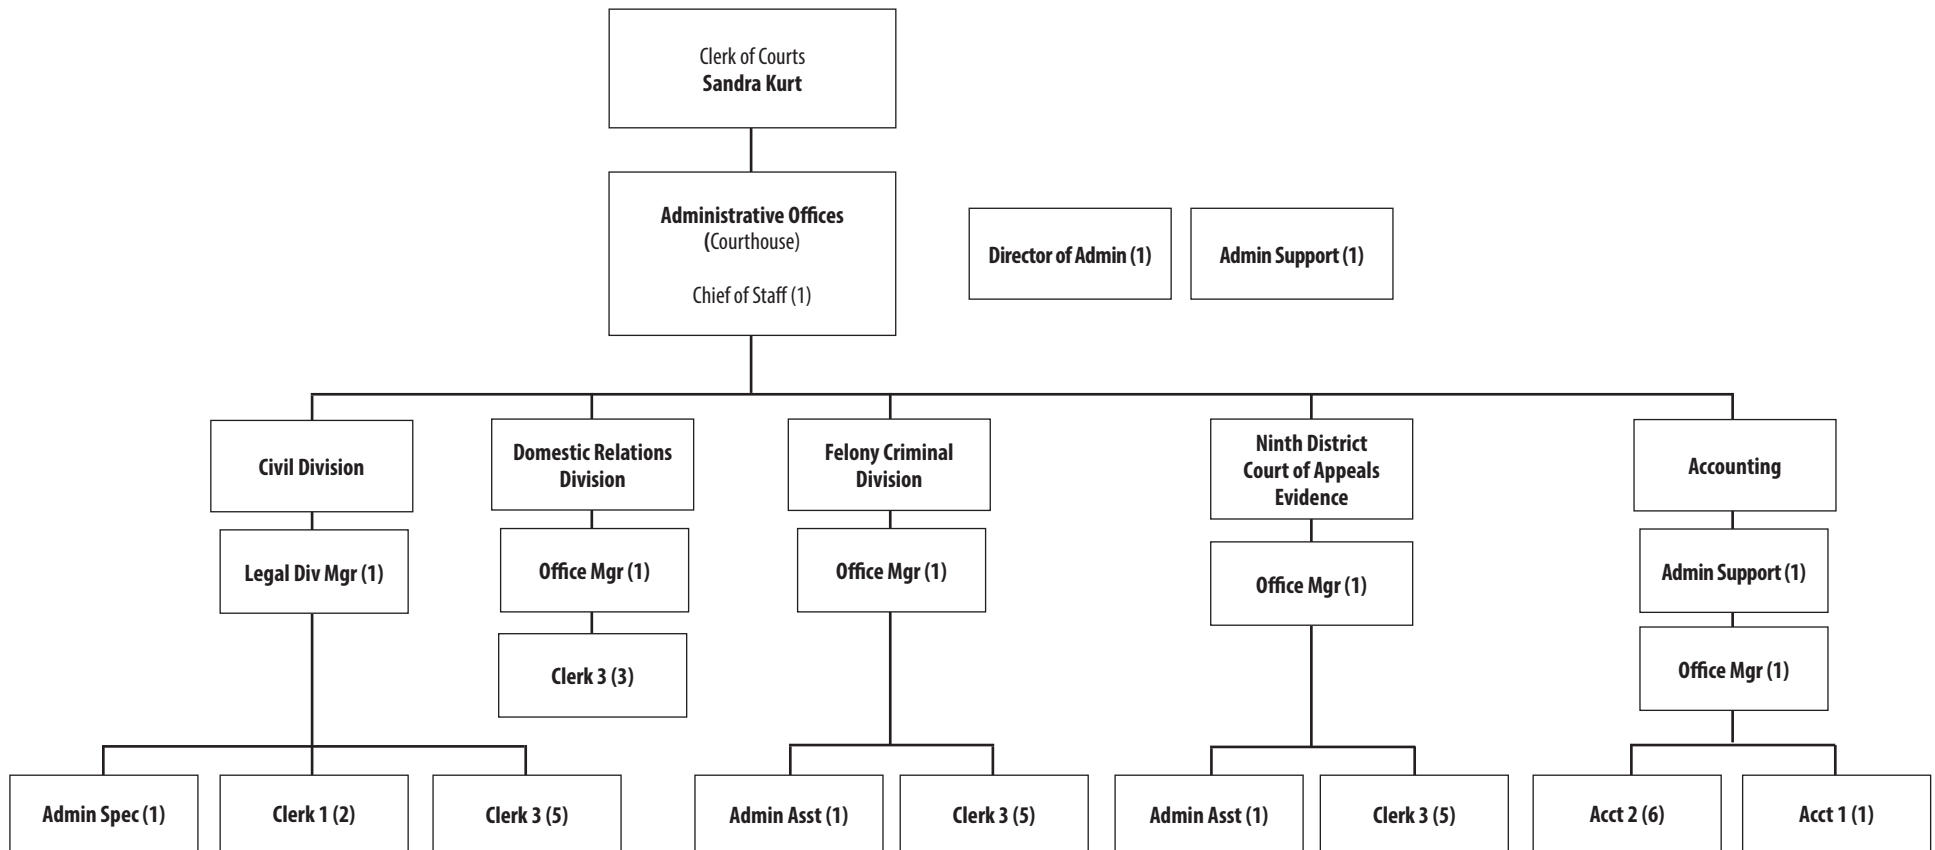 Clerk of Courts
Sandra Kurt
Administrative Offices
(Courthouse)
Chief of Staff (1)
Director of Admin (1)
Admin Support (1)
Civil Division
Domestic Relations
Division
Felony Criminal
Division
Ninth District
Court of Appeals
Evidence
Accounting
Legal Div Mgr (1)
Office Mgr (1)
Office Mgr (1)
Office Mgr (1)
Admin Support (1)
Clerk 3 (3)
Office Mgr (1)
Admin Spec (1)
Clerk 1 (2)
Clerk 3 (5)
Admin Asst (1)
Clerk 3 (5)
Admin Asst (1)
Clerk 3 (5)
Acct 2 (6)
Acct 1 (1)